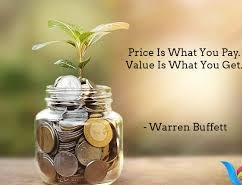 Price Is What You Pay.
Value Is What You Get.
- Warren Buffett